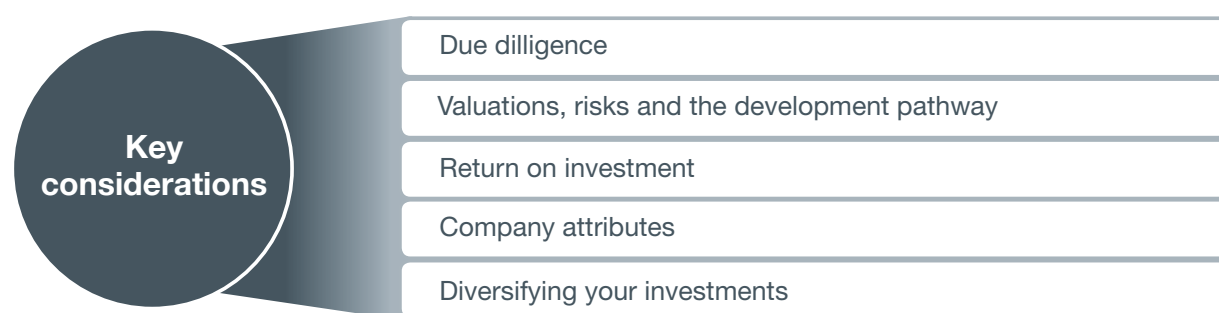 Key
considerations
Due dilligence
Valuations, risks and the development pathway
Return on investment
Company attributes
Diversifying your investments